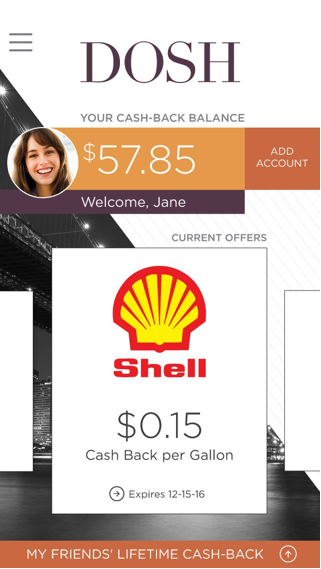 DOSH
YOUR CASH-BACK BALANCE
$57.85
ADD
ACCOUNT
Welcome, Jane
CURRENT OFFERS
Shell
$0.15
Cash Back per Gallon
Expires 12-15-16
MY FRIENDS' LIFETIME CASH-BACK